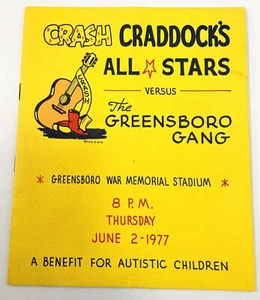 CRASH CRADDOCK'S
ALL ☆ STARS
VERSUS
The
GREENSBORO
GANG
CRASH
* GREENSBORO WAR MEMORIAL STADIUM *
8 P.M.
THURSDAY
JUNE 2-1977
A BENEFIT FOR AUTISTIC CHILDREN